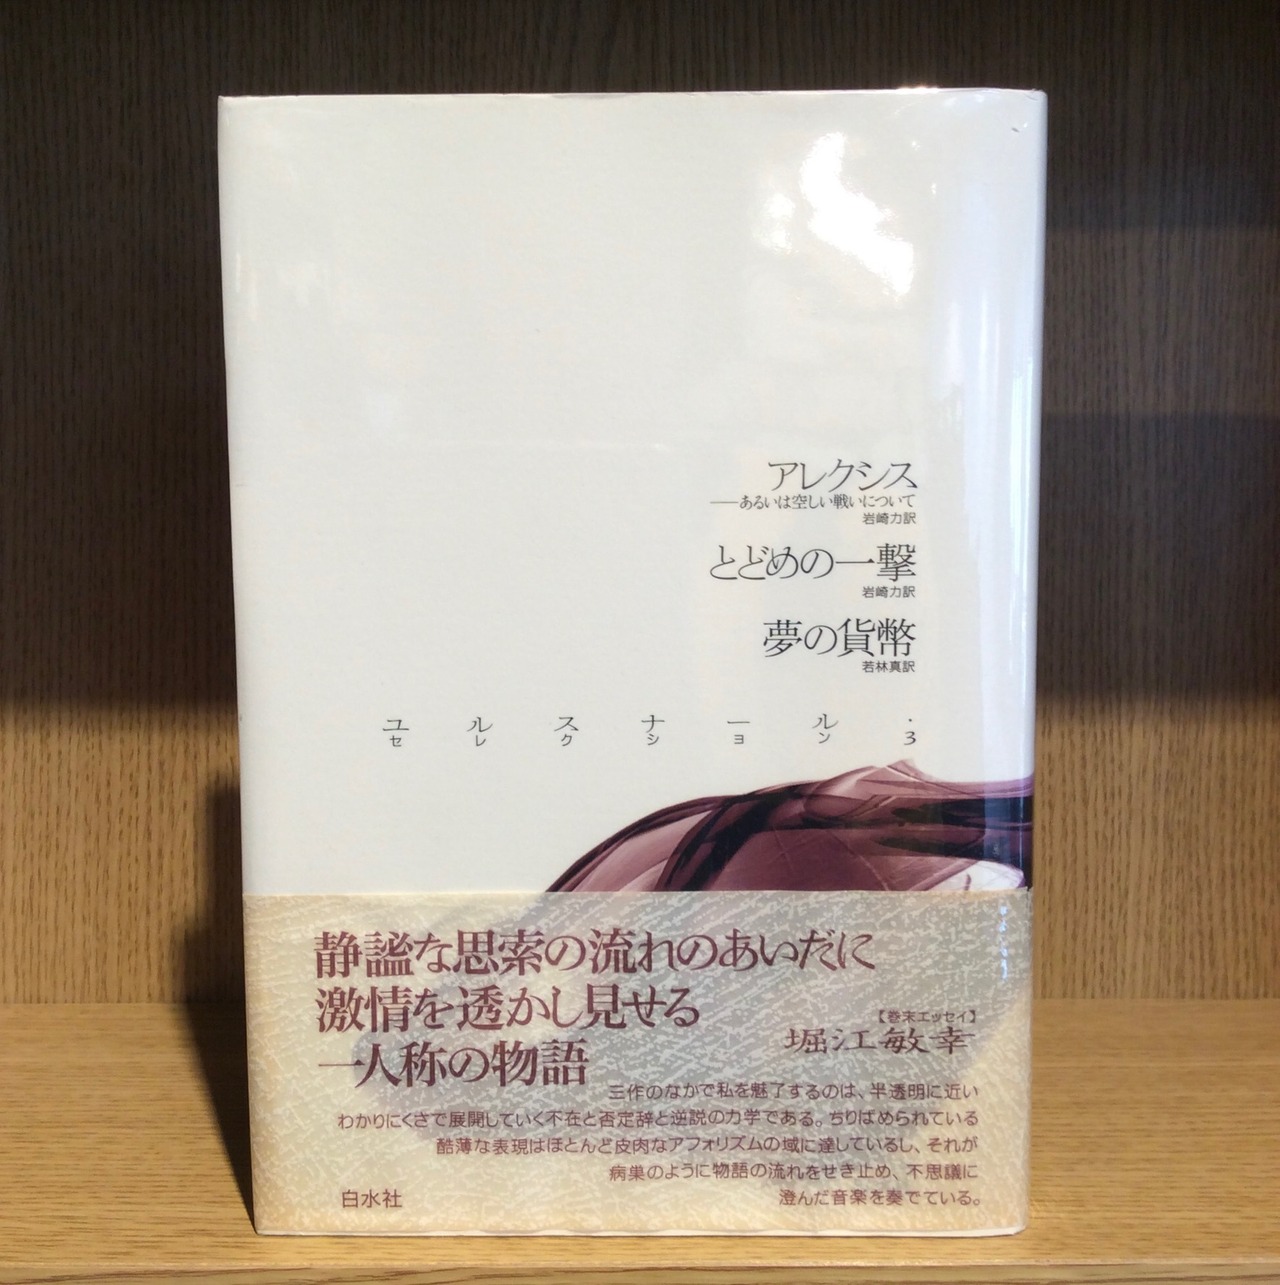 アレクシス
——あるいは空しい戦いについて
岩崎力訳
とどめの一撃
岩崎力訳
夢の貨幣
若林真訳
ユルスナール・
セレクション3
静謐な思索の流れのあいだに
激情を透かし見せる
一人称の物語
【巻末エッセイ】
堀江敏幸
三作のなかで私を魅了するのは、半透明に近い
わかりにくさで展開していく不在と否定辞と逆説の力学である。ちりばめられている
酷薄な表現はほとんど皮肉なアフォリズムの域に達しているし、それが
病巣のように物語の流れをせき止め、不思議に
澄んだ音楽を奏でている。
白水社